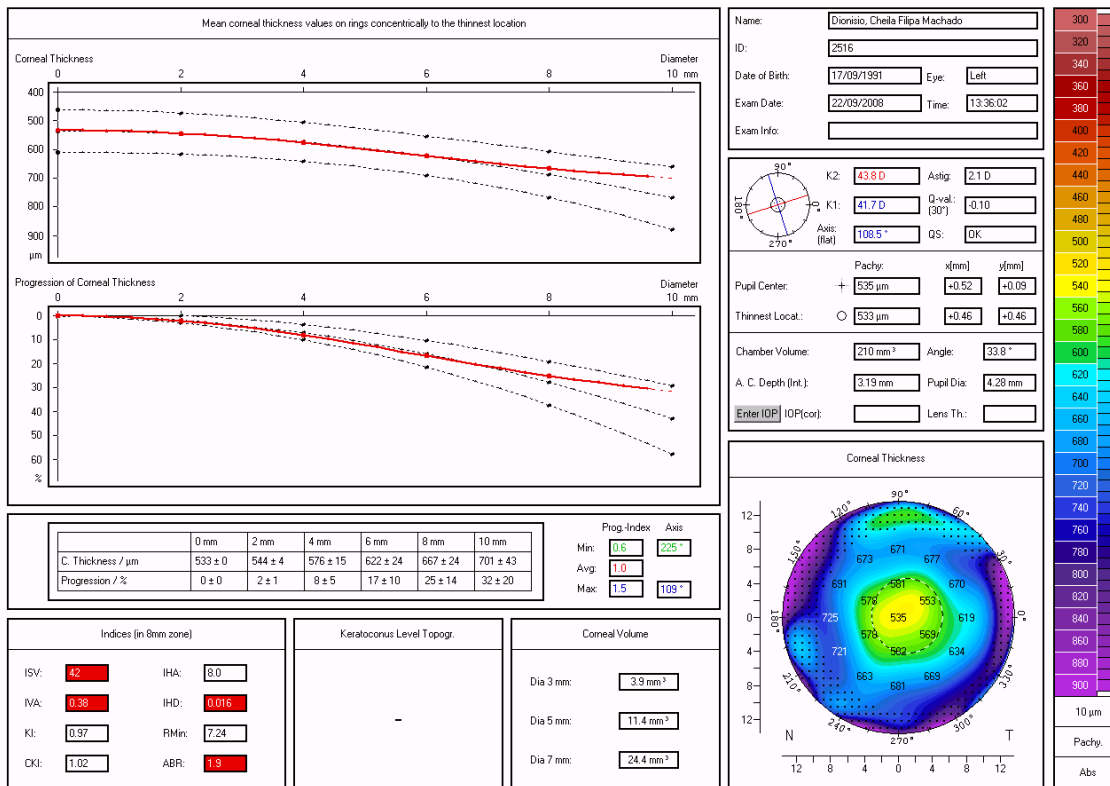 Mean corneal thickness values on rings concentrically to the thinnest location
Corneal Thickness Diameter
0 2 4 6 8 10 mm
400
500
600
700
800
900
µm
Progression of Corneal Thickness Diameter
0 2 4 6 8 10 mm
0
10
20
30
40
50
60
%
0 mm 2 mm 4 mm 6 mm 8 mm 10 mm
C. Thickness / µm 533 ± 0 544 ± 4 576 ± 15 622 ± 24 667 ± 24 701 ± 43
Progression / % 0 ± 0 2 ± 1 8 ± 5 17 ± 10 25 ± 14 32 ± 20
Prog.-Index Axis
Min: 0.6 225 °
Avg: 1.0
Max: 1.5 109 °
Indices (in 8mm zone)
ISV: 42 IHA: 8.0
IVA: 0.38 IHD: 0.016
KI: 0.97 RMin: 7.24
CKI: 1.02 ABR: 1.9
Keratoconus Level Topogr.
-
Corneal Volume
Dia 3 mm: 3.9 mm³
Dia 5 mm: 11.4 mm³
Dia 7 mm: 24.4 mm³
Name: Dionisio, Cheila Filipa Machado
ID: 2516
Date of Birth: 17/09/1991 Eye: Left
Exam Date: 22/09/2008 Time: 13:36:02
Exam Info:
90° 0° 270° 180°
K2: 43.8 D Astig: 2.1 D
K1: 41.7 D Q-val.: (30°) -0.10
Axis: (flat) 108.5 ° QS: OK
Pachy: x[mm] y[mm]
Pupil Center: + 535 µm +0.52 +0.09
Thinnest Locat.: O 533 µm +0.46 +0.46
Chamber Volume: 210 mm³ Angle: 33.8 °
A. C. Depth (Int.): 3.19 mm Pupil Dia: 4.28 mm
Enter IOP IOP(cor): Lens Th.:
Corneal Thickness
90°
120° 60°
150° 30°
180° 0°
210° 330°
240° 300°
270°
12
8
4
0
4
8
12
671
673 677
691 670
581
578 553
725 535 619
578 569
582
721 634
663 669
681
N T
12 8 4 0 4 8 12
300
320
340
360
380
400
420
440
460
480
500
520
540
560
580
600
620
640
660
680
700
720
740
760
780
800
820
840
860
880
900
10 µm
Pachy.
Abs